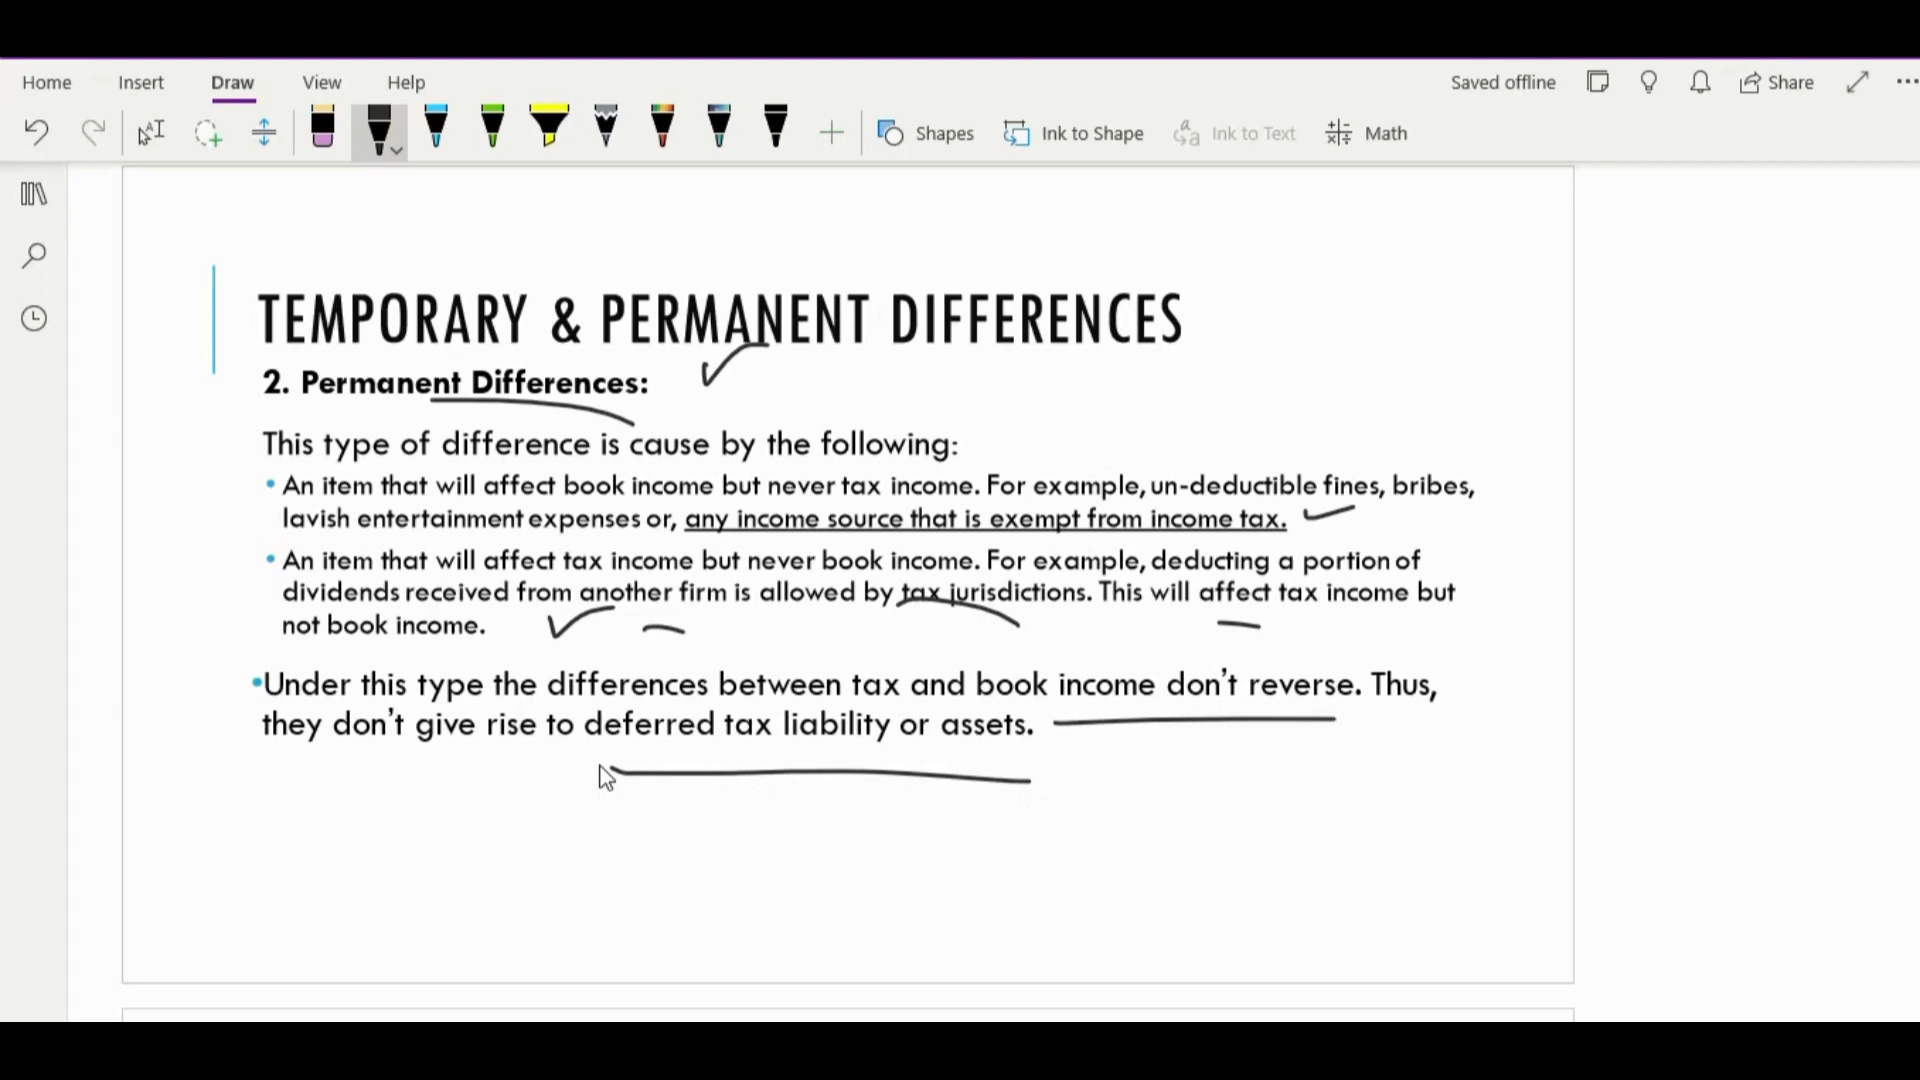 Home Insert Draw View Help Saved offline Share
Shapes Ink to Shape Ink to Text Math
TEMPORARY & PERMANENT DIFFERENCES
2. Permanent Differences:
This type of difference is cause by the following:
• An item that will affect book income but never tax income. For example, un-deductible fines, bribes,
lavish entertainment expenses or, any income source that is exempt from income tax.
• An item that will affect tax income but never book income. For example, deducting a portion of
dividends received from another firm is allowed by tax jurisdictions. This will affect tax income but
not book income.
•Under this type the differences between tax and book income don't reverse. Thus,
they don't give rise to deferred tax liability or assets.